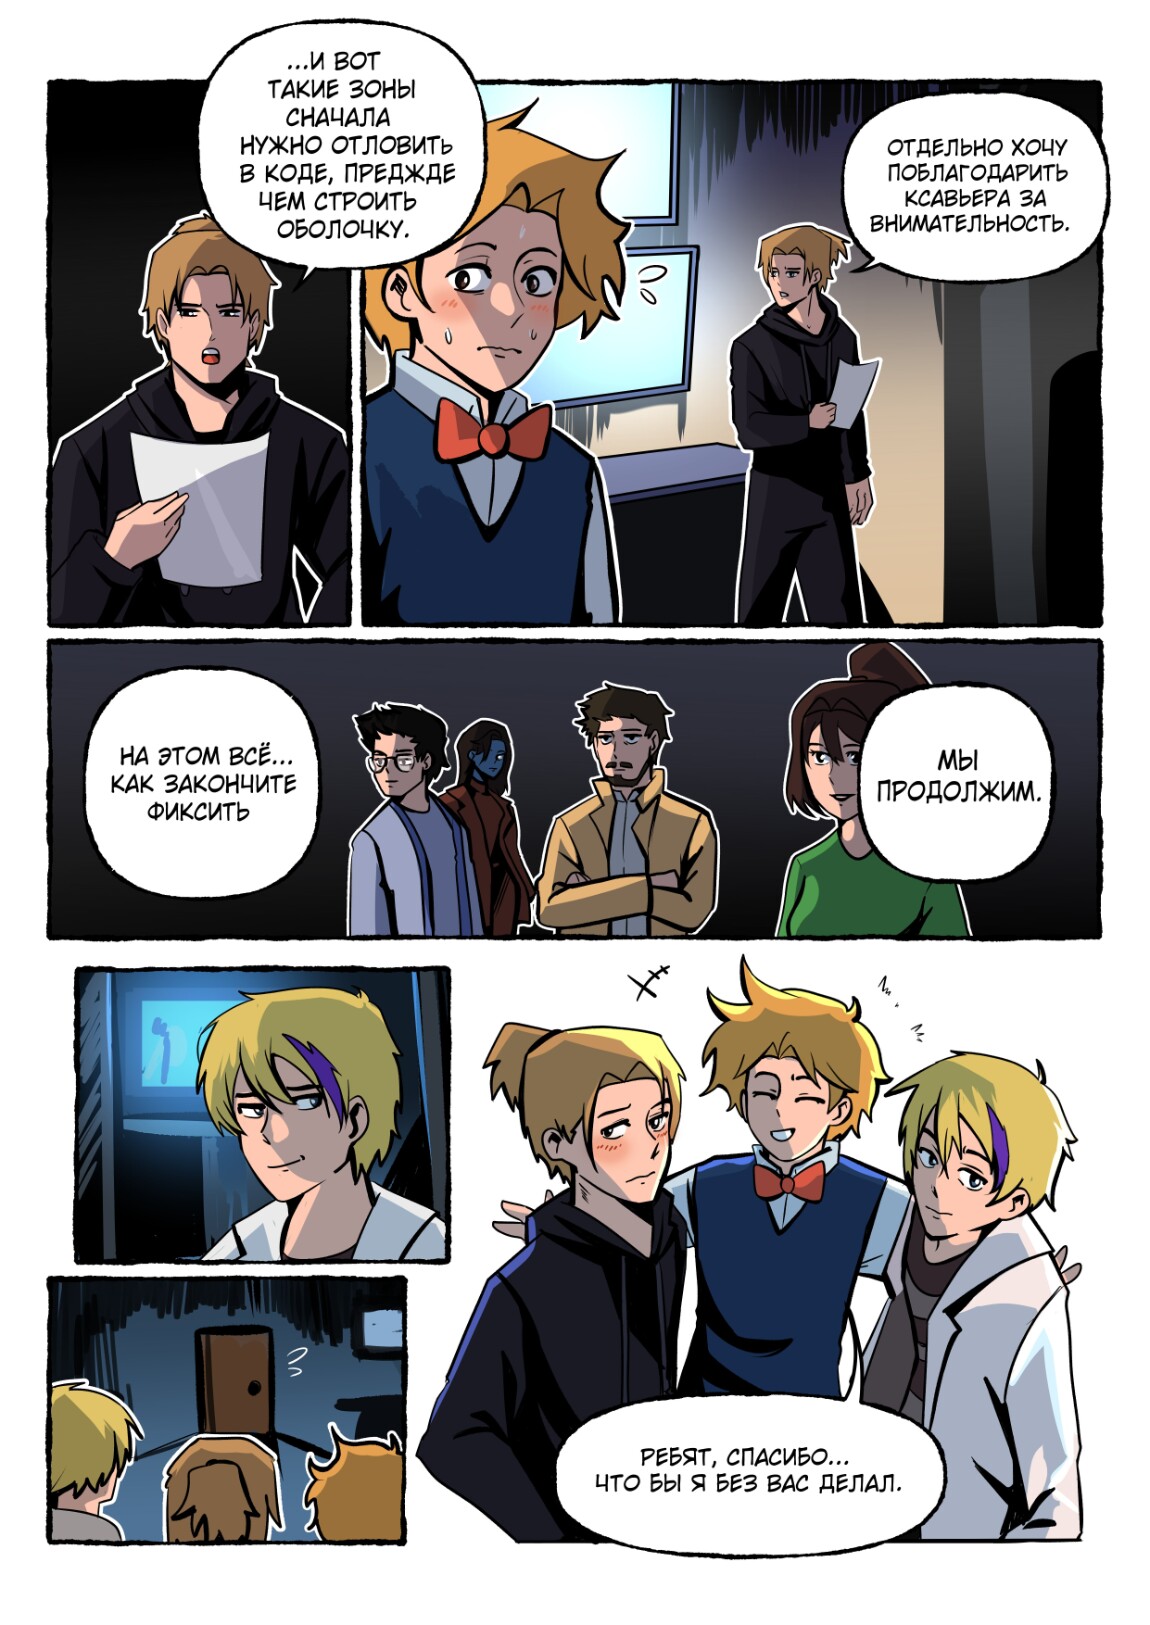 ...И ВОТ
ТАКИЕ ЗОНЫ
СНАЧАЛА
НУЖНО ОТЛОВИТЬ
В КОДЕ, ПРЕДЖДЕ
ЧЕМ СТРОИТЬ
ОБОЛОЧКУ.
ОТДЕЛЬНО ХОЧУ
ПОБЛАГОДАРИТЬ
КСАВЬЕРА ЗА
ВНИМАТЕЛЬНОСТЬ.
НА ЭТОМ ВСЁ...
КАК ЗАКОНЧИТЕ
ФИКСИТЬ
МЫ
ПРОДОЛЖИМ.
РЕБЯТ, СПАСИБО...
ЧТО БЫ Я БЕЗ ВАС ДЕЛАЛ.